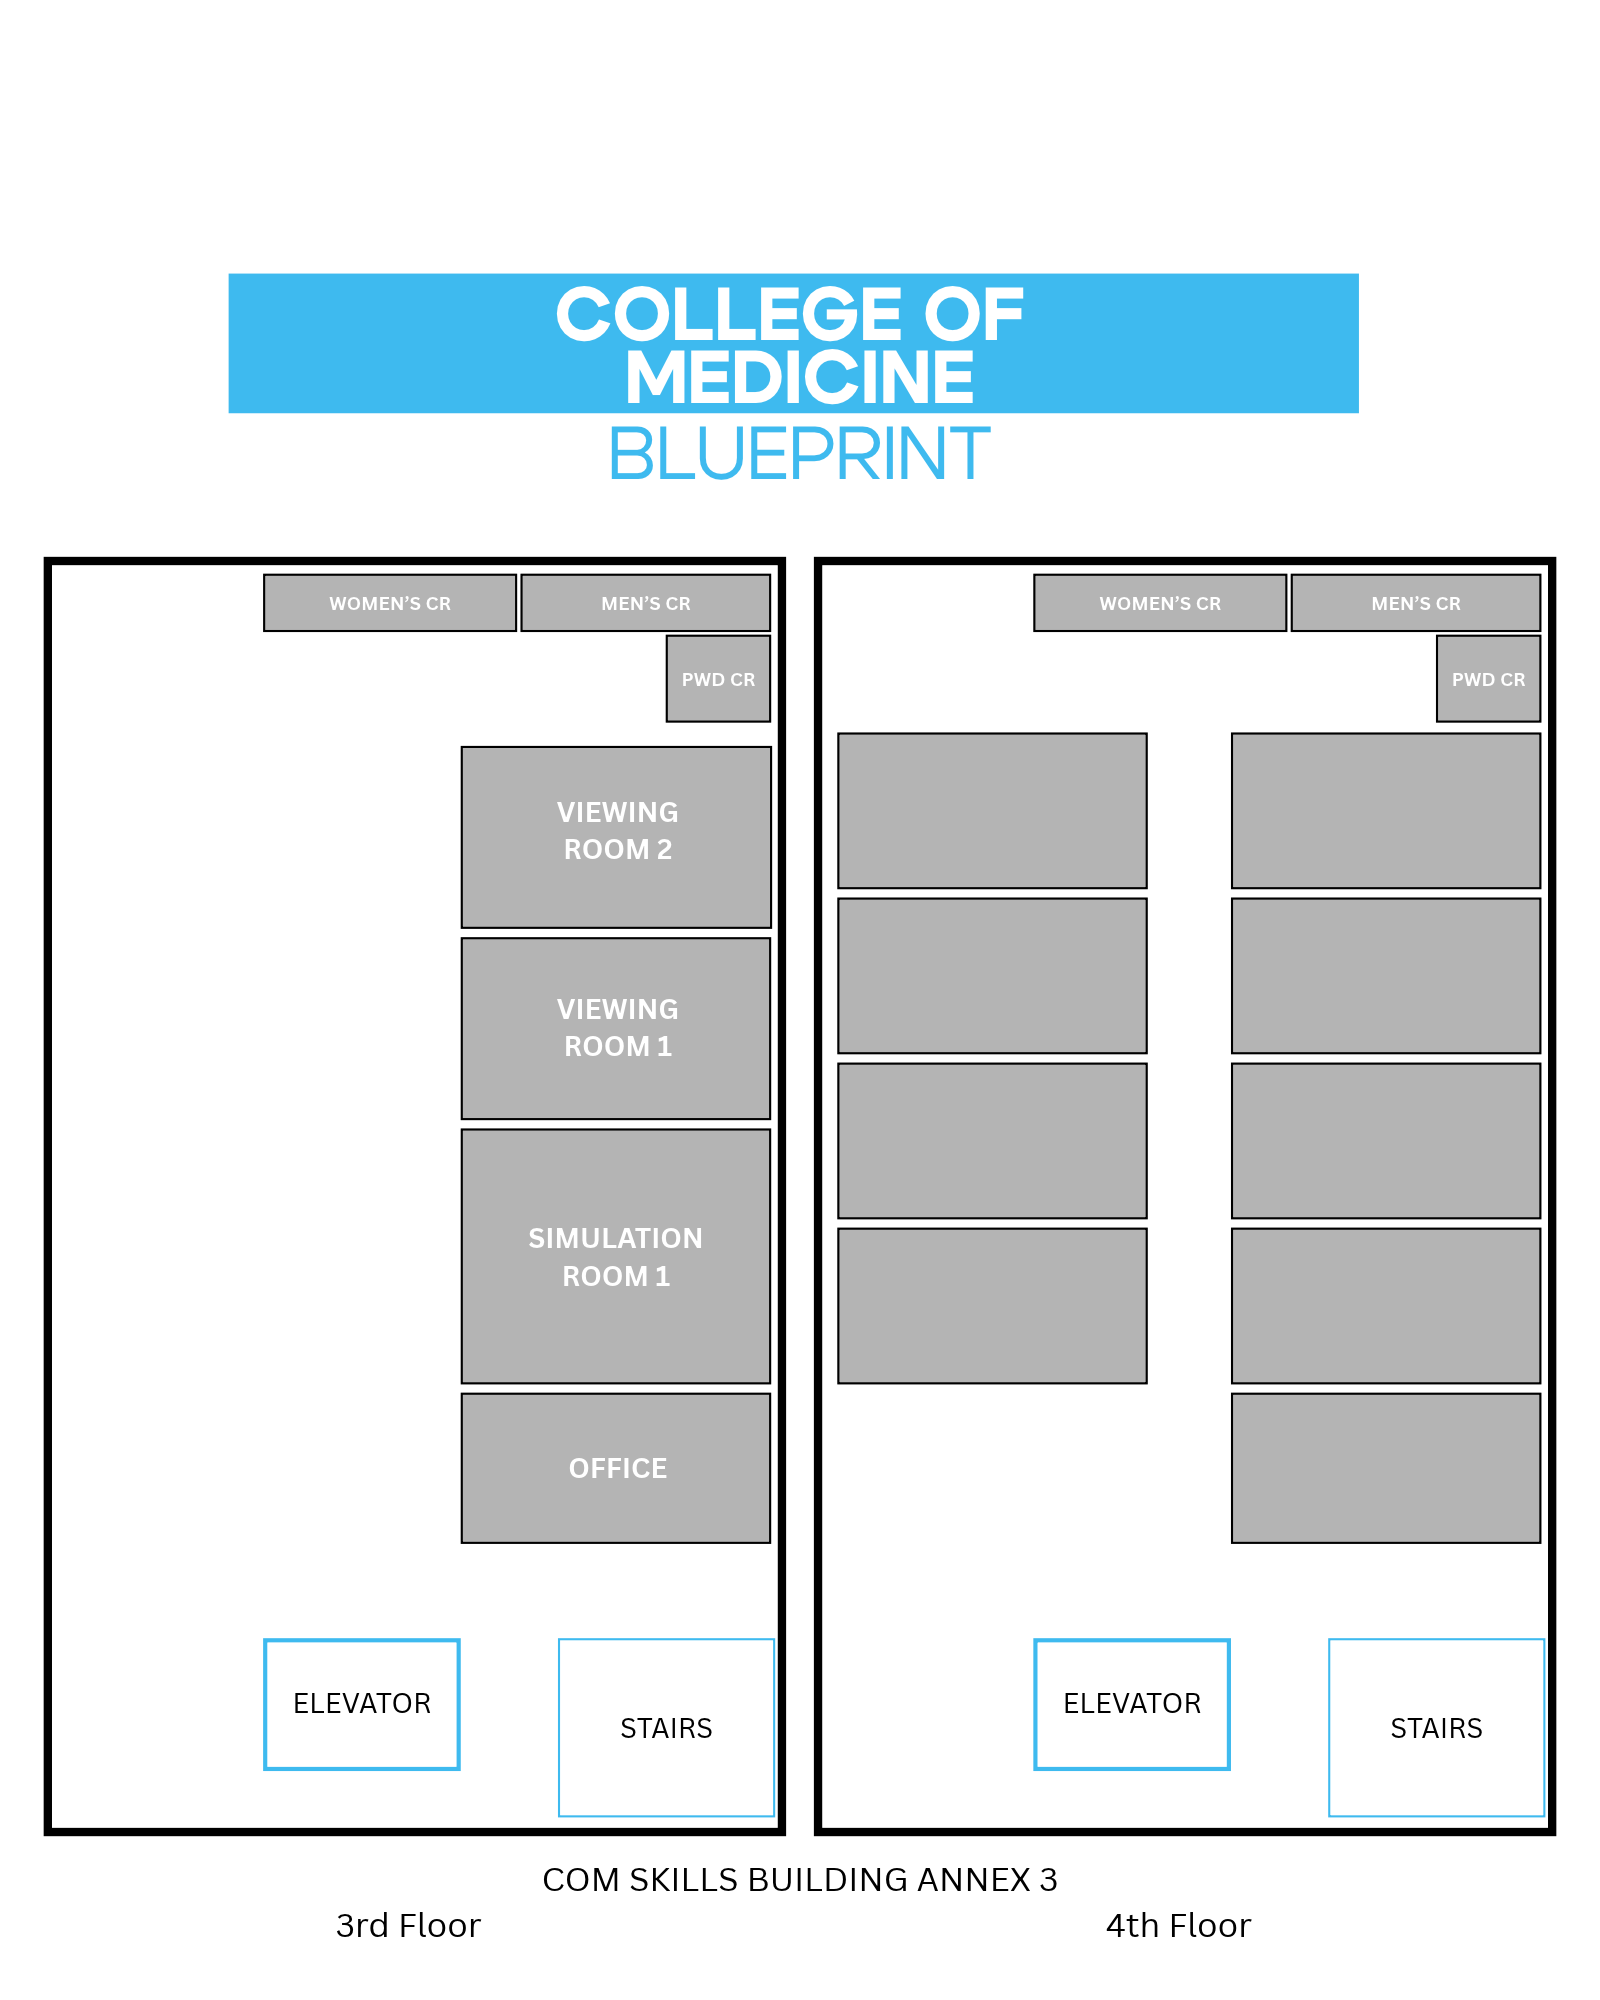 COLLEGE OF
MEDICINE
BLUEPRINT
WOMEN’S CR
MEN’S CR
PWD CR
VIEWING
ROOM 2
VIEWING
ROOM 1
SIMULATION
ROOM 1
OFFICE
ELEVATOR
STAIRS
WOMEN’S CR
MEN’S CR
PWD CR
ELEVATOR
STAIRS
COM SKILLS BUILDING ANNEX 3
3rd Floor
4th Floor